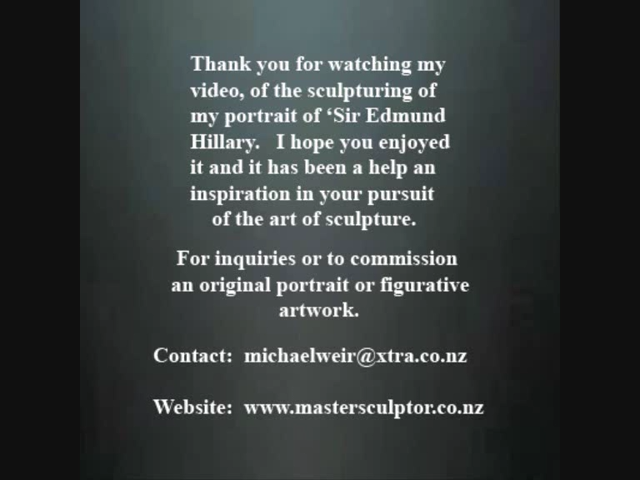 Thank you for watching my
video, of the sculpturing of
my portrait of ‘Sir Edmund
Hillary. I hope you enjoyed
it and it has been a help an
inspiration in your pursuit
of the art of sculpture.
For inquiries or to commission
an original portrait or figurative
artwork.
Contact: michaelweir@xtra.co.nz
Website: www.mastersculptor.co.nz